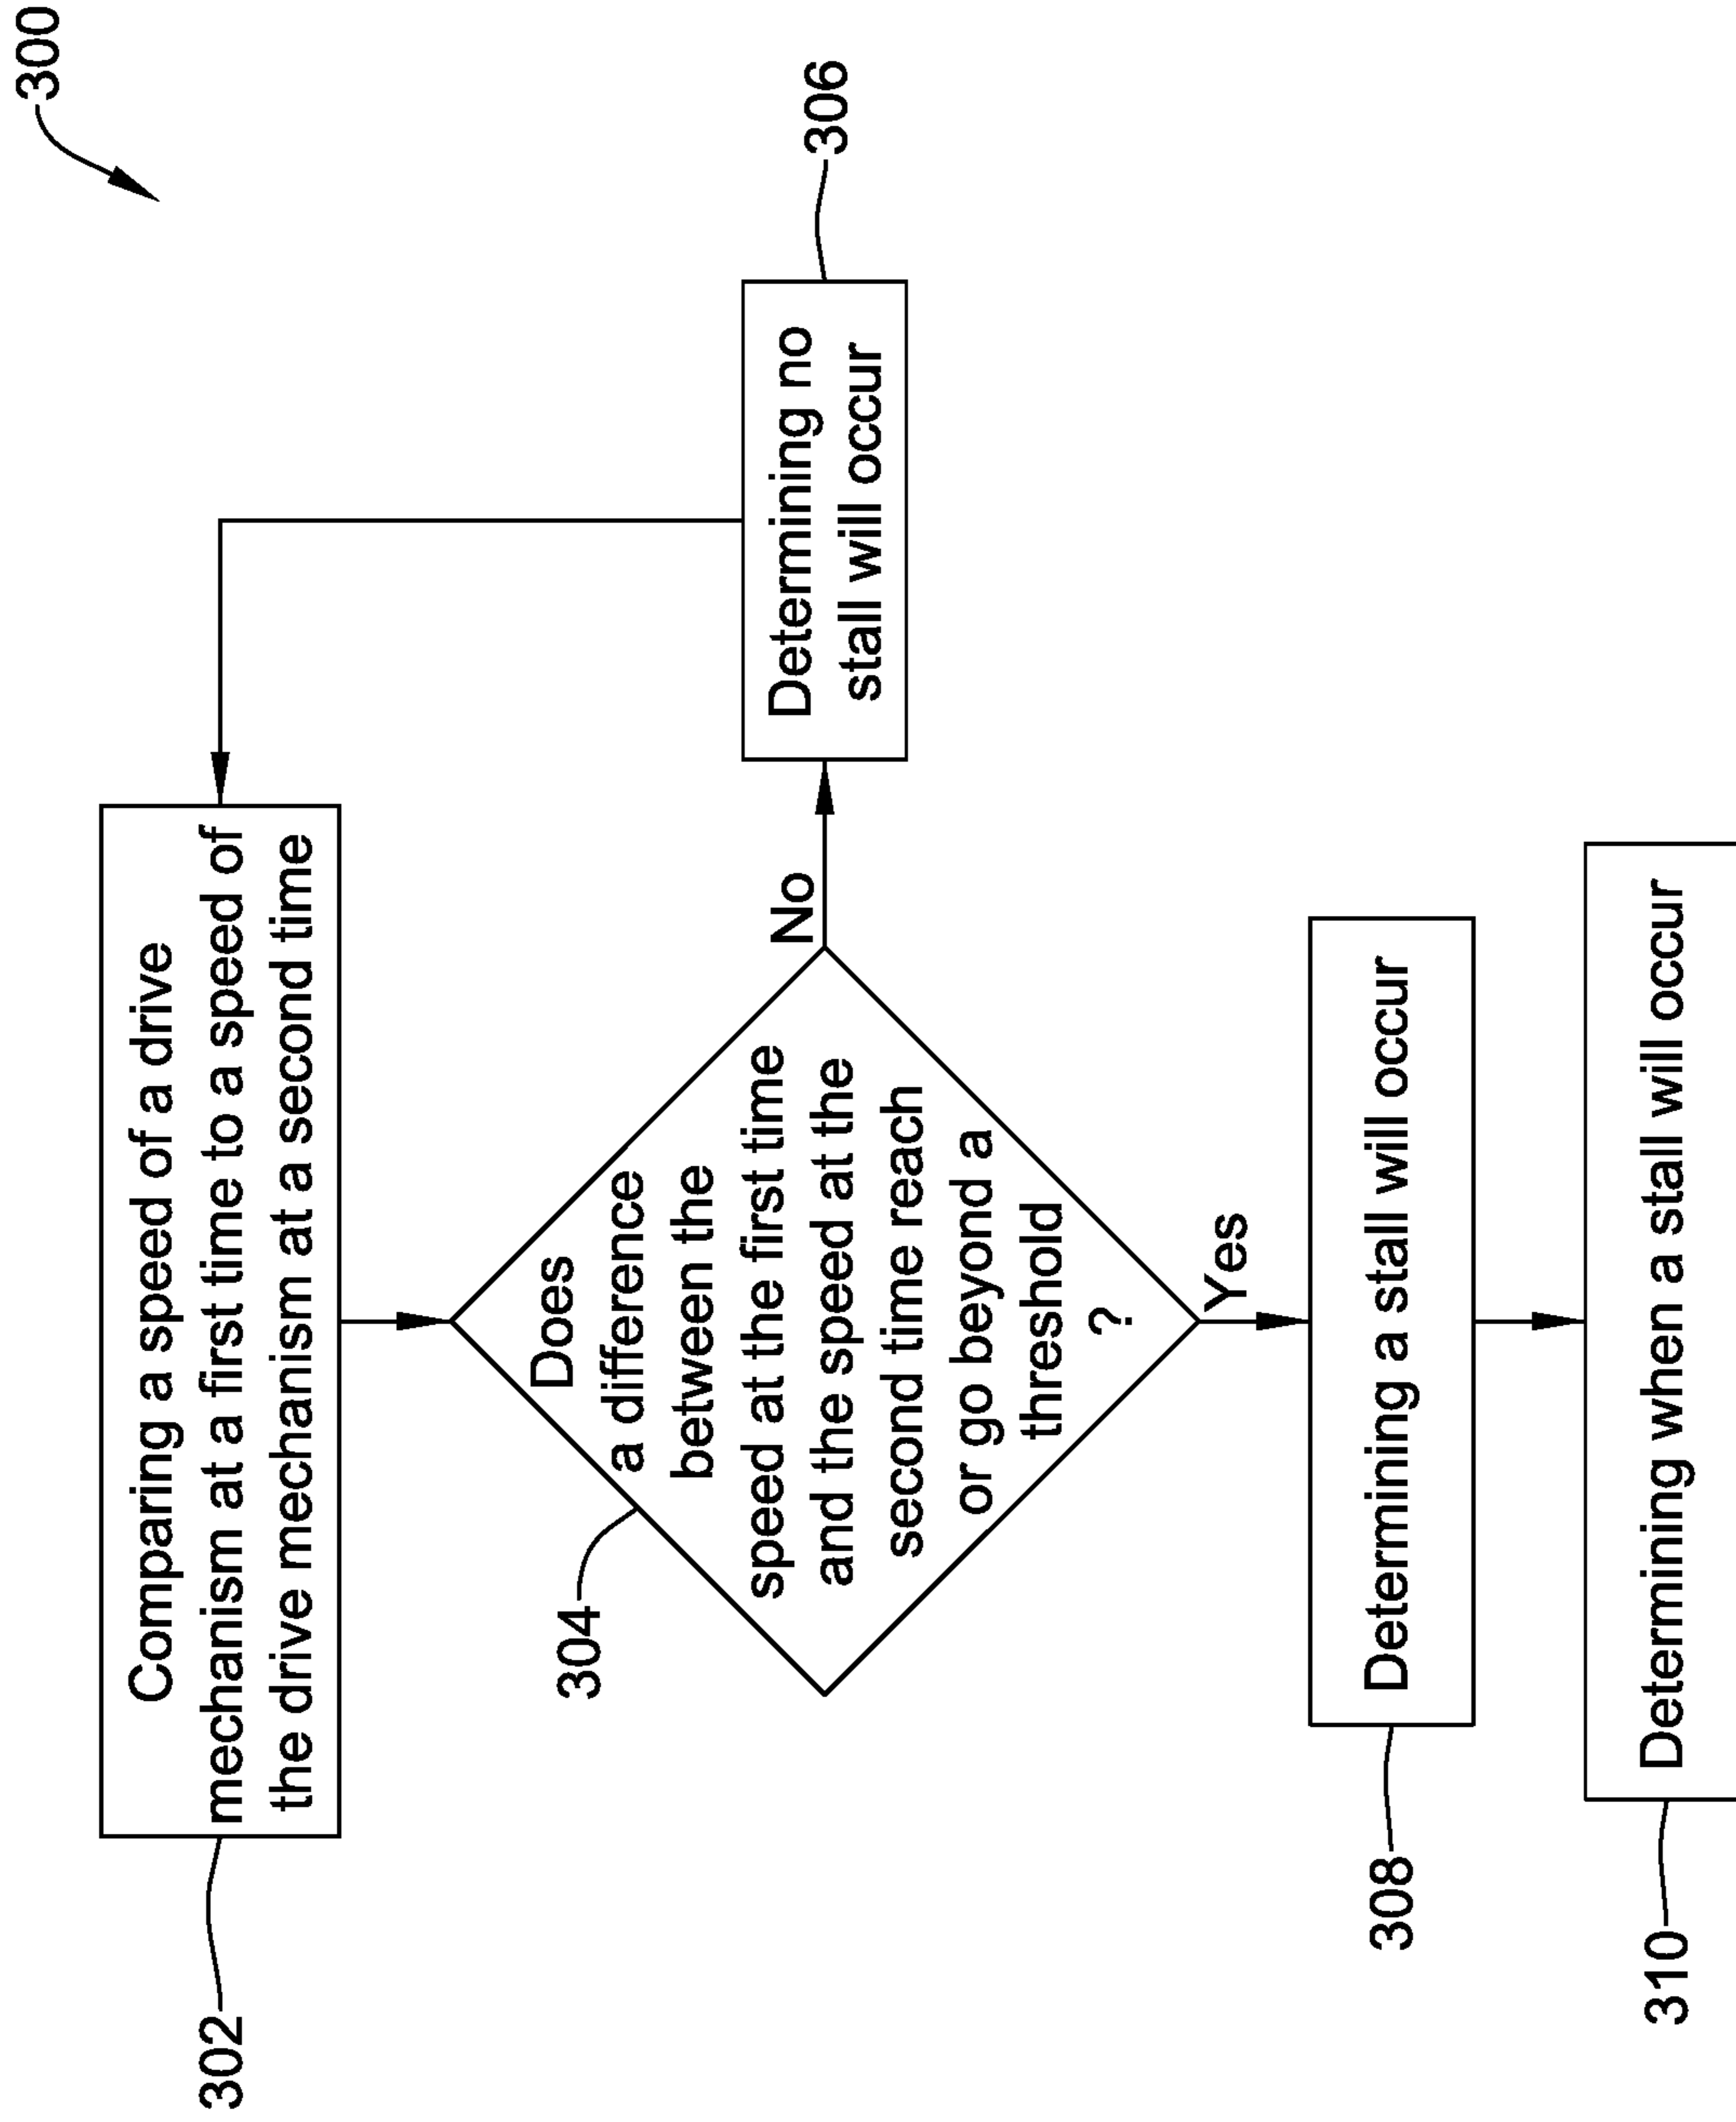 300
302
Comparing a speed of a drive
mechanism at a first time to a speed of
the drive mechanism at a second time
304
Does
a difference
between the
speed at the first time
and the speed at the
second time reach
or go beyond a
threshold
?
No
306
Determining no
stall will occur
Yes
308
Determining a stall will occur
310
Determining when a stall will occur